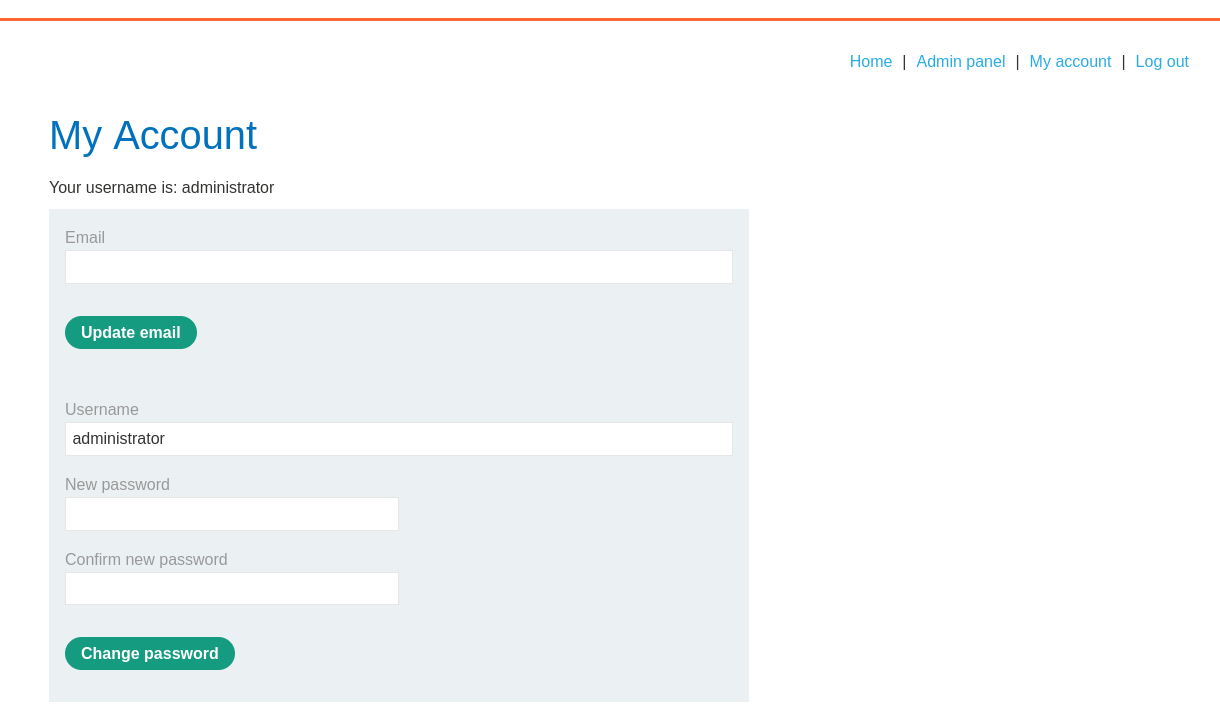 Home | Admin panel | My account | Log out
My Account
Your username is: administrator
Email
Update email
Username
administrator
New password
Confirm new password
Change password